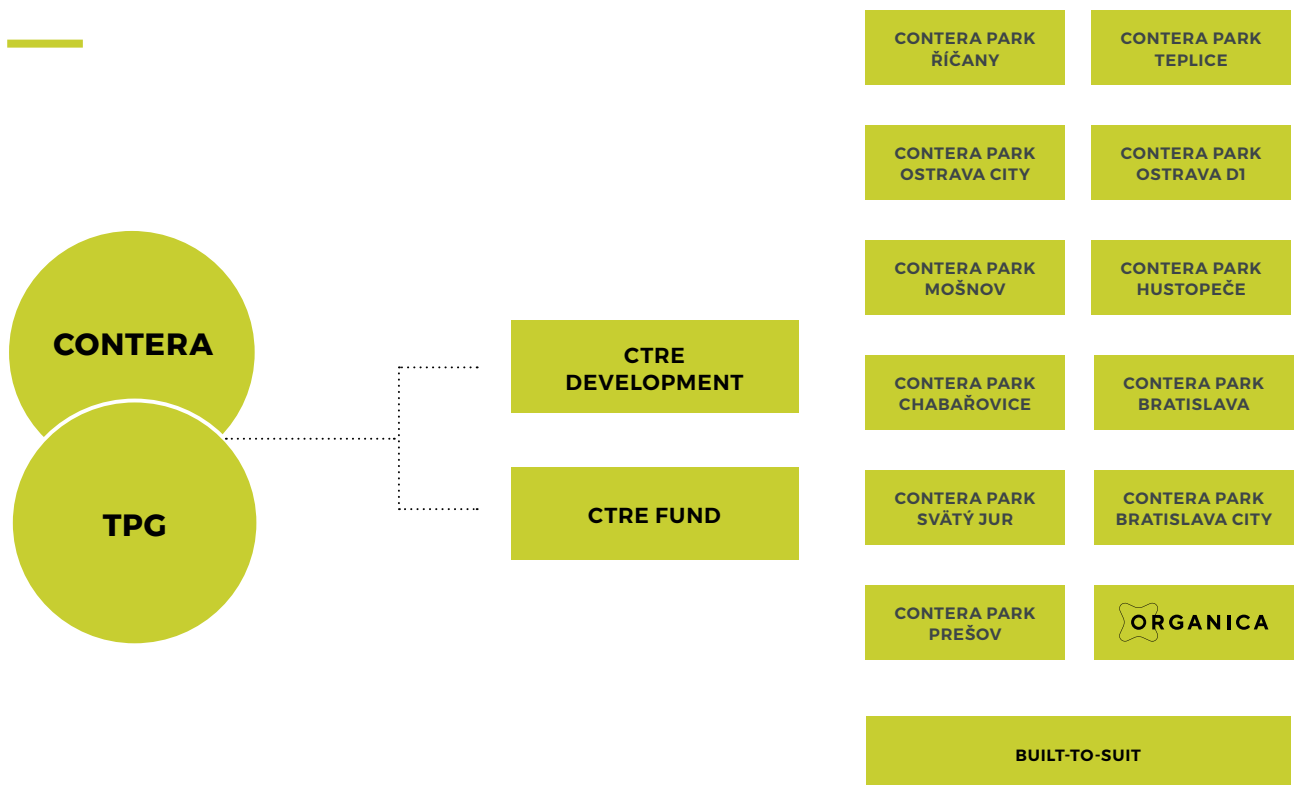 CONTERA
TPG
CTRE
DEVELOPMENT
CTRE FUND
CONTERA PARK
ŘÍČANY
CONTERA PARK
TEPLICE
CONTERA PARK
OSTRAVA CITY
CONTERA PARK
OSTRAVA D1
CONTERA PARK
MOŠNOV
CONTERA PARK
HUSTOPEČE
CONTERA PARK
CHABAŘOVICE
CONTERA PARK
BRATISLAVA
CONTERA PARK
SVÄTÝ JUR
CONTERA PARK
BRATISLAVA CITY
CONTERA PARK
PREŠOV
ORGANICA
BUILT-TO-SUIT